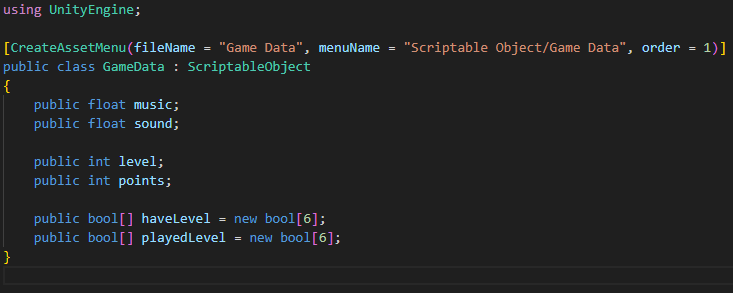 using UnityEngine;
[CreateAssetMenu(fileName = "Game Data", menuName = "Scriptable Object/Game Data", order = 1)]
public class GameData : ScriptableObject
{
public float music;
public float sound;
public int level;
public int points;
public bool[] haveLevel = new bool[6];
public bool[] playedLevel = new bool[6];
}